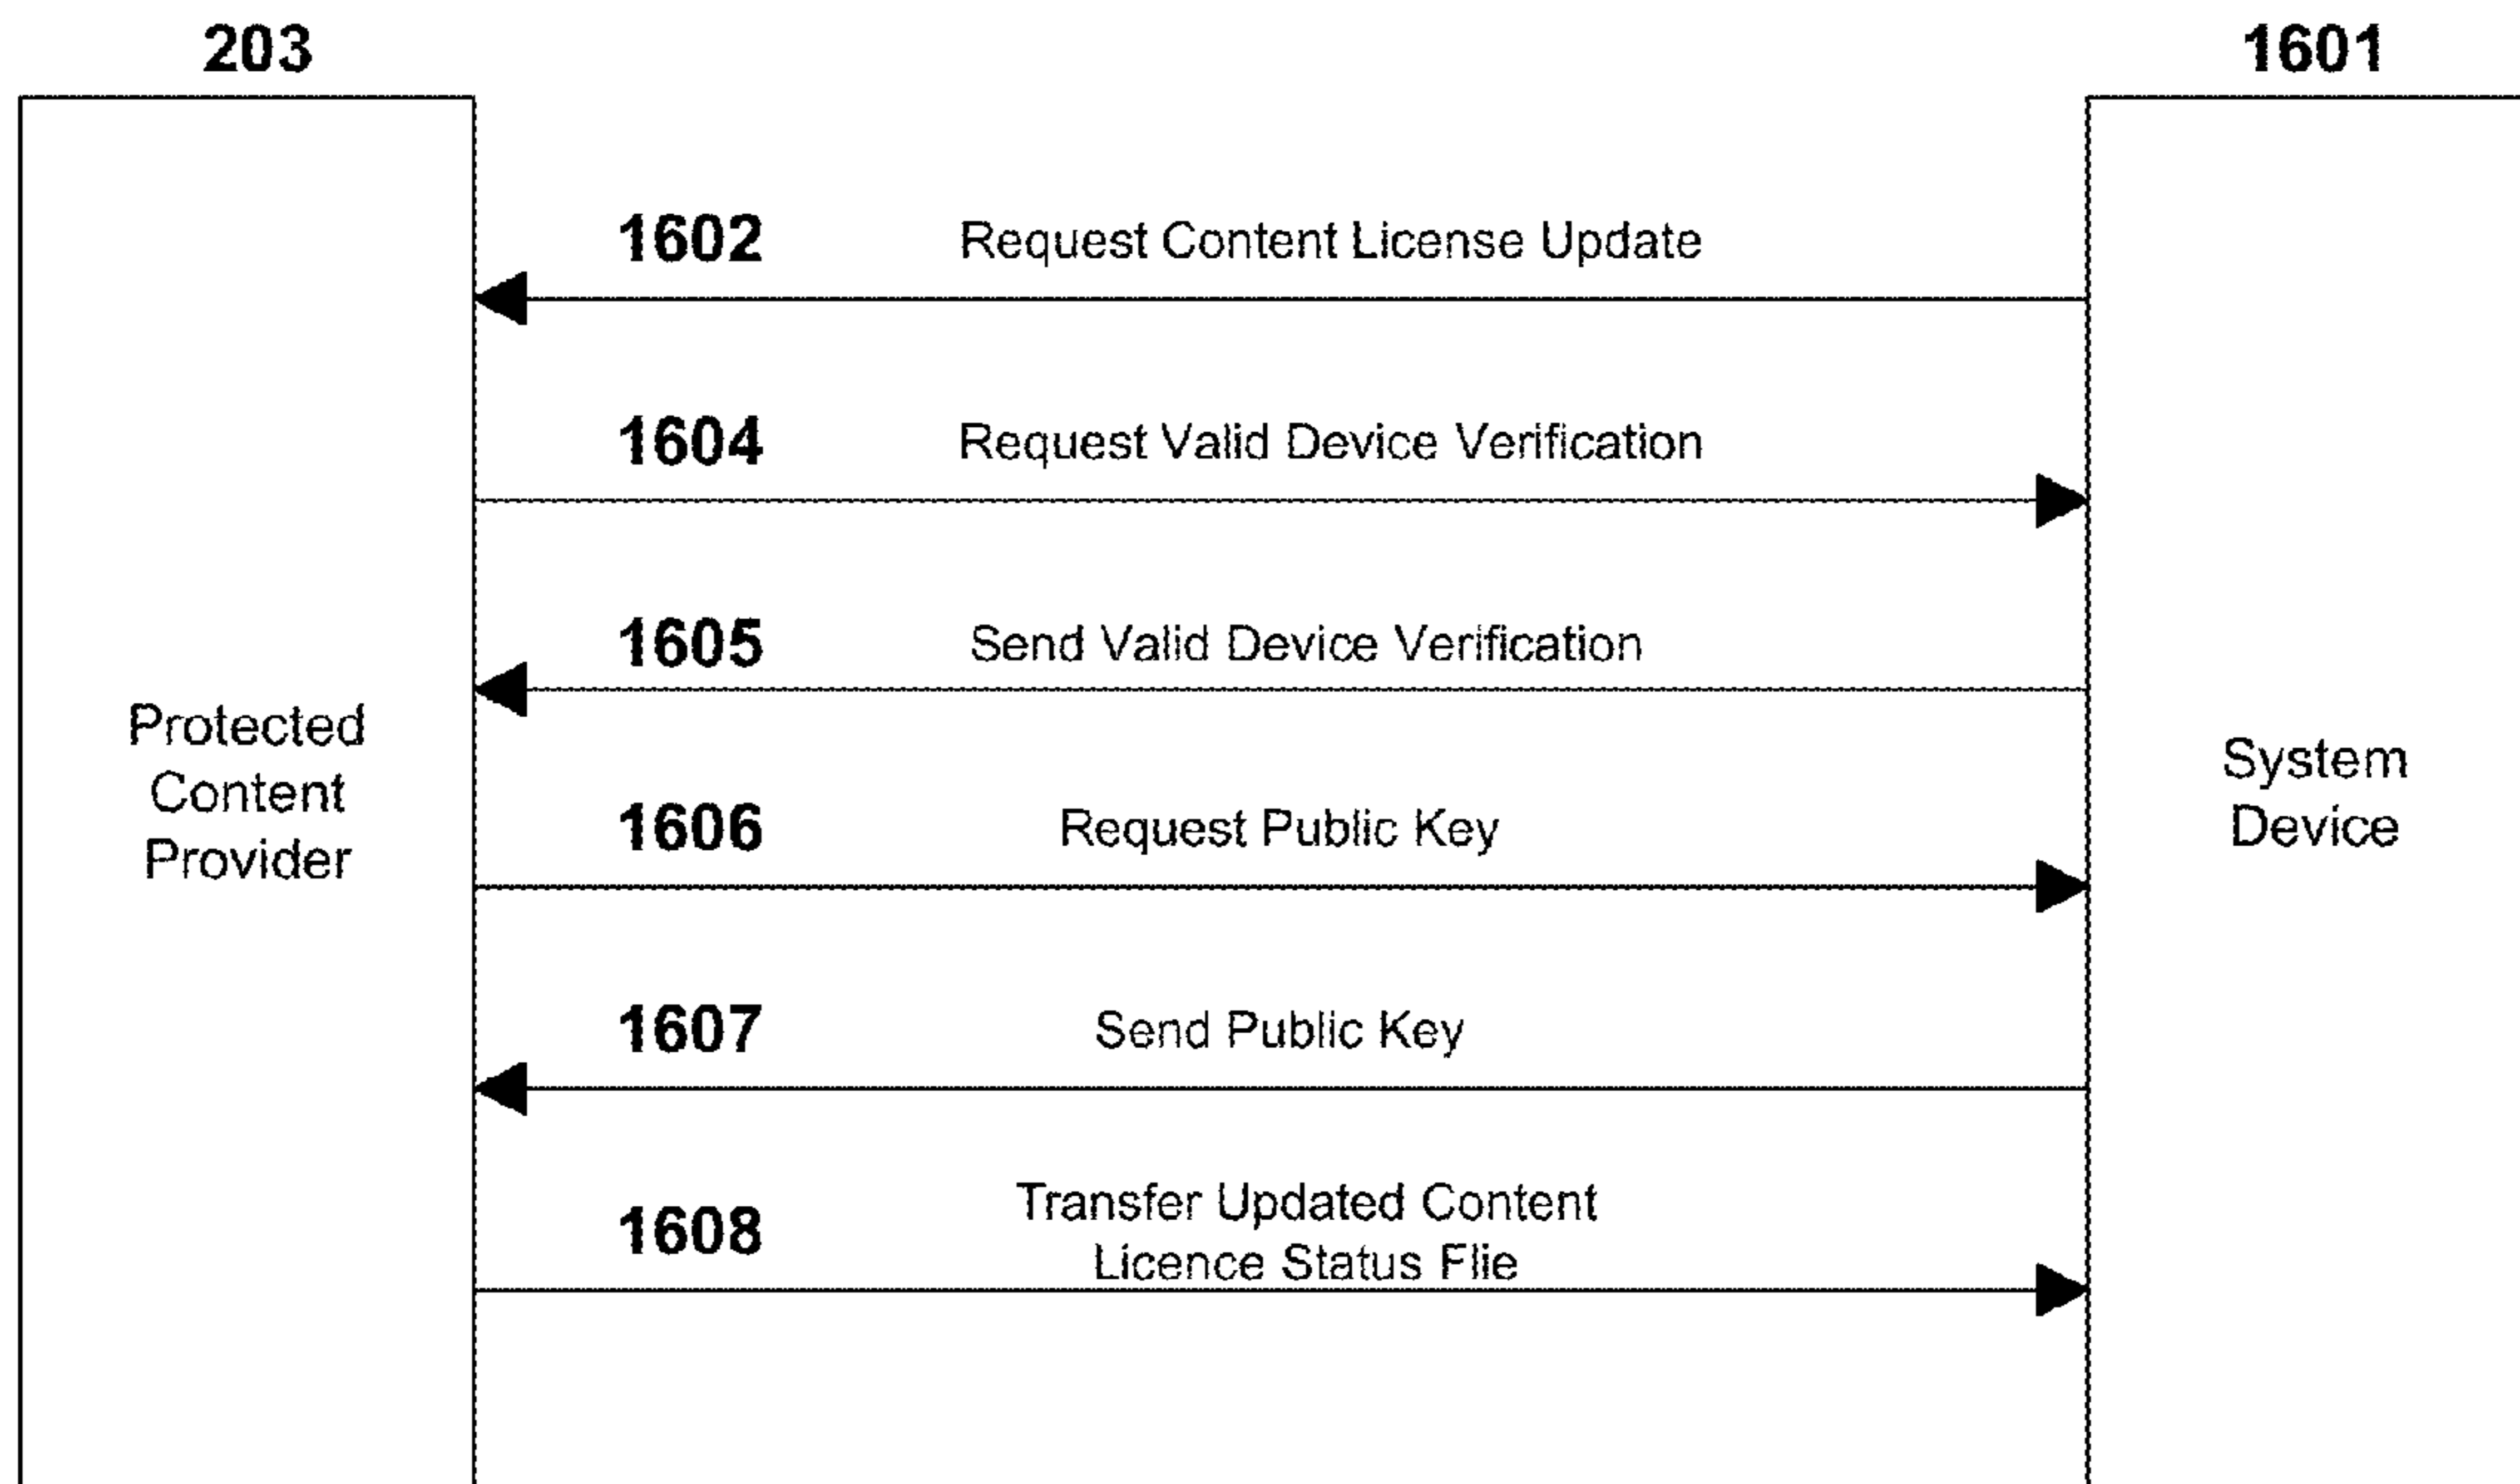 203
1601
1602
Request Content License Update
1604
Request Valid Device Verification
1605
Send Valid Device Verification
Protected
Content
Provider
System
Device
1606
Request Public Key
1607
Send Public Key
1608
Transfer Updated Content
Licence Status Flie